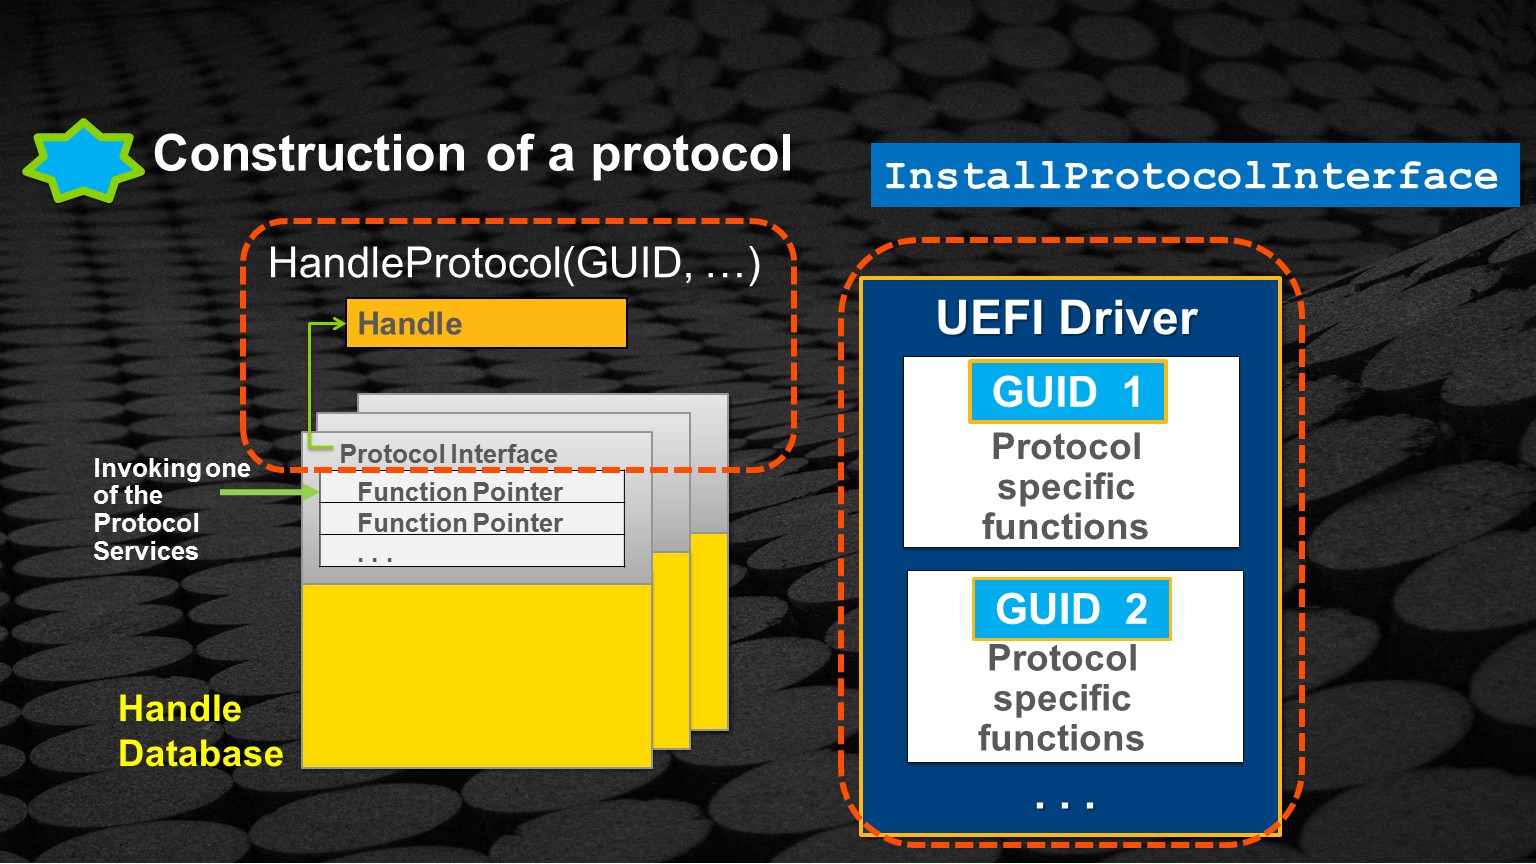 Construction of a protocol
InstallProtocolInterface
HandleProtocol(GUID, …)
Handle
Protocol Interface
Function Pointer
Function Pointer
. . .
Invoking one
of the
Protocol
Services
Handle
Database
UEFI Driver
GUID 1
Protocol
specific
functions
GUID 2
Protocol
specific
functions
. . .